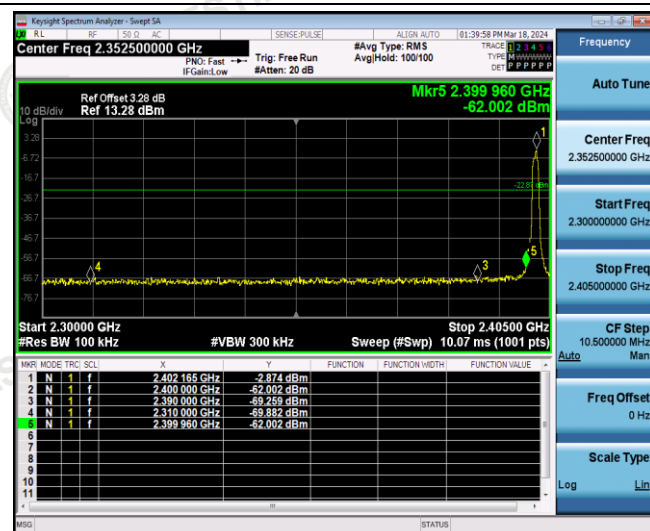 Keysight Spectrum Analyzer - Swept SA
RL RF 50 Ω AC SENSE:PULSE ALIGN AUTO 01:39:58 PM Mar 18, 2024
Center Freq 2.352500000 GHz
PNO: Fast
IFGain:Low
Trig: Free Run
#Atten: 20 dB
#Avg Type: RMS
Avg|Hold: 100/100
TRACE 1 2 3 4 5 6
TYPE M W W W W W
DET P P P P P P
Ref Offset 3.28 dB
Ref 13.28 dBm
10 dB/div
Log
Mkr5 2.399 960 GHz
-62.002 dBm
3.28
-6.72
-16.7
-26.7
-36.7
-46.7
-56.7
-66.7
-76.7
-22.87 dBm
1
5
3
4
Start 2.30000 GHz Stop 2.40500 GHz
#Res BW 100 kHz #VBW 300 kHz Sweep (#Swp) 10.07 ms (1001 pts)
MKR MODE TRC SCL X Y FUNCTION FUNCTION WIDTH FUNCTION VALUE
1 N 1 f 2.402 165 GHz -2.874 dBm
2 N 1 f 2.400 000 GHz -62.002 dBm
3 N 1 f 2.390 000 GHz -69.259 dBm
4 N 1 f 2.310 000 GHz -69.882 dBm
5 N 1 f 2.399 960 GHz -62.002 dBm
6
7
8
9
10
11
MSG STATUS
Frequency
Auto Tune
Center Freq
2.352500000 GHz
Start Freq
2.300000000 GHz
Stop Freq
2.405000000 GHz
CF Step
10.500000 MHz
Auto Man
Freq Offset
0 Hz
Scale Type
Log Lin